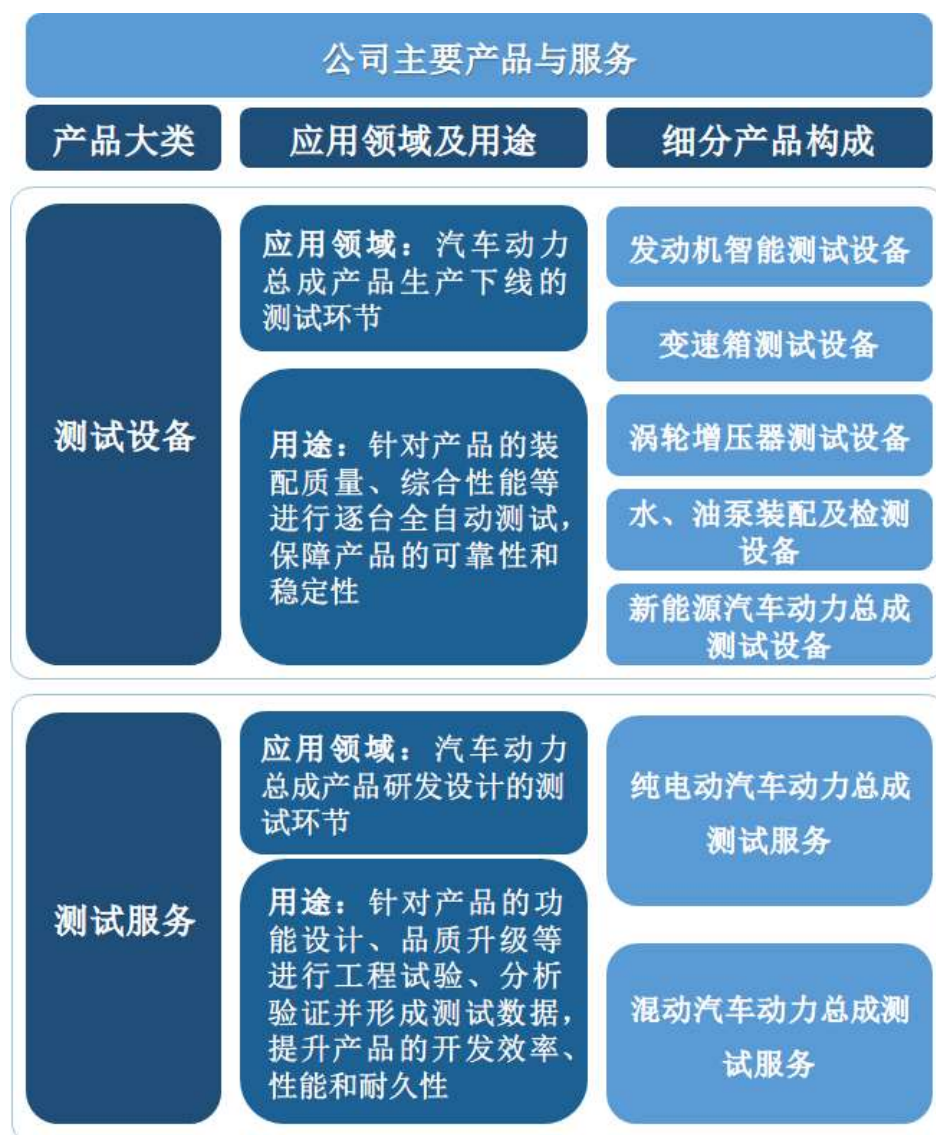 公司主要产品与服务
产品大类
应用领域及用途
细分产品构成
测试设备
应用领域：汽车动力
总成产品生产下线的
测试环节
用途：针对产品的装
配质量、综合性能等
进行逐台全自动测试，
保障产品的可靠性和
稳定性
发动机智能测试设备
变速箱测试设备
涡轮增压器测试设备
水、油泵装配及检测
设备
新能源汽车动力总成
测试设备
测试服务
应用领域：汽车动力
总成产品研发设计的测
试环节
用途：针对产品的功
能设计、品质升级等
进行工程试验、分析
验证并形成测试数据，
提升产品的开发效率、
性能和耐久性
纯电动汽车动力总成
测试服务
混动汽车动力总成测
试服务